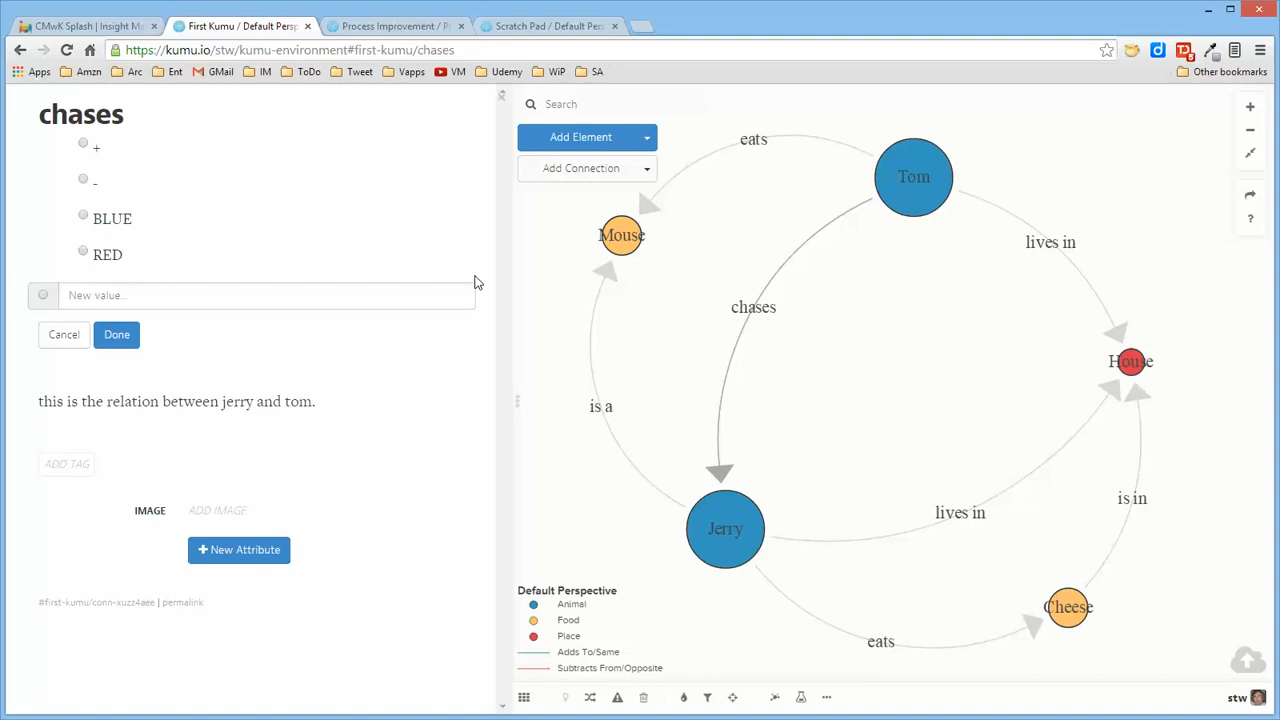 CMwK Splash | Insight Ma
First Kumu / Default Persp
Process Improvement / P
Scratch Pad / Default Pers
https://kumu.io/stw/kumu-environment#first-kumu/chases
Apps Amzn Arc Ent GMail IM ToDo Tweet Vapps VM Udemy WiP SA Other bookmarks
chases
+
-
BLUE
RED
New value...
Cancel Done
this is the relation between jerry and tom.
ADD TAG
IMAGE ADD IMAGE
+ New Attribute
#first-kumu/conn-xuzz4aee | permalink
Search
Add Element
Add Connection
eats
Tom
Mouse
lives in
chases
House
is a
is in
lives in
Jerry
Cheese
eats
Default Perspective
Animal
Food
Place
Adds To/Same
Subtracts From/Opposite
stw